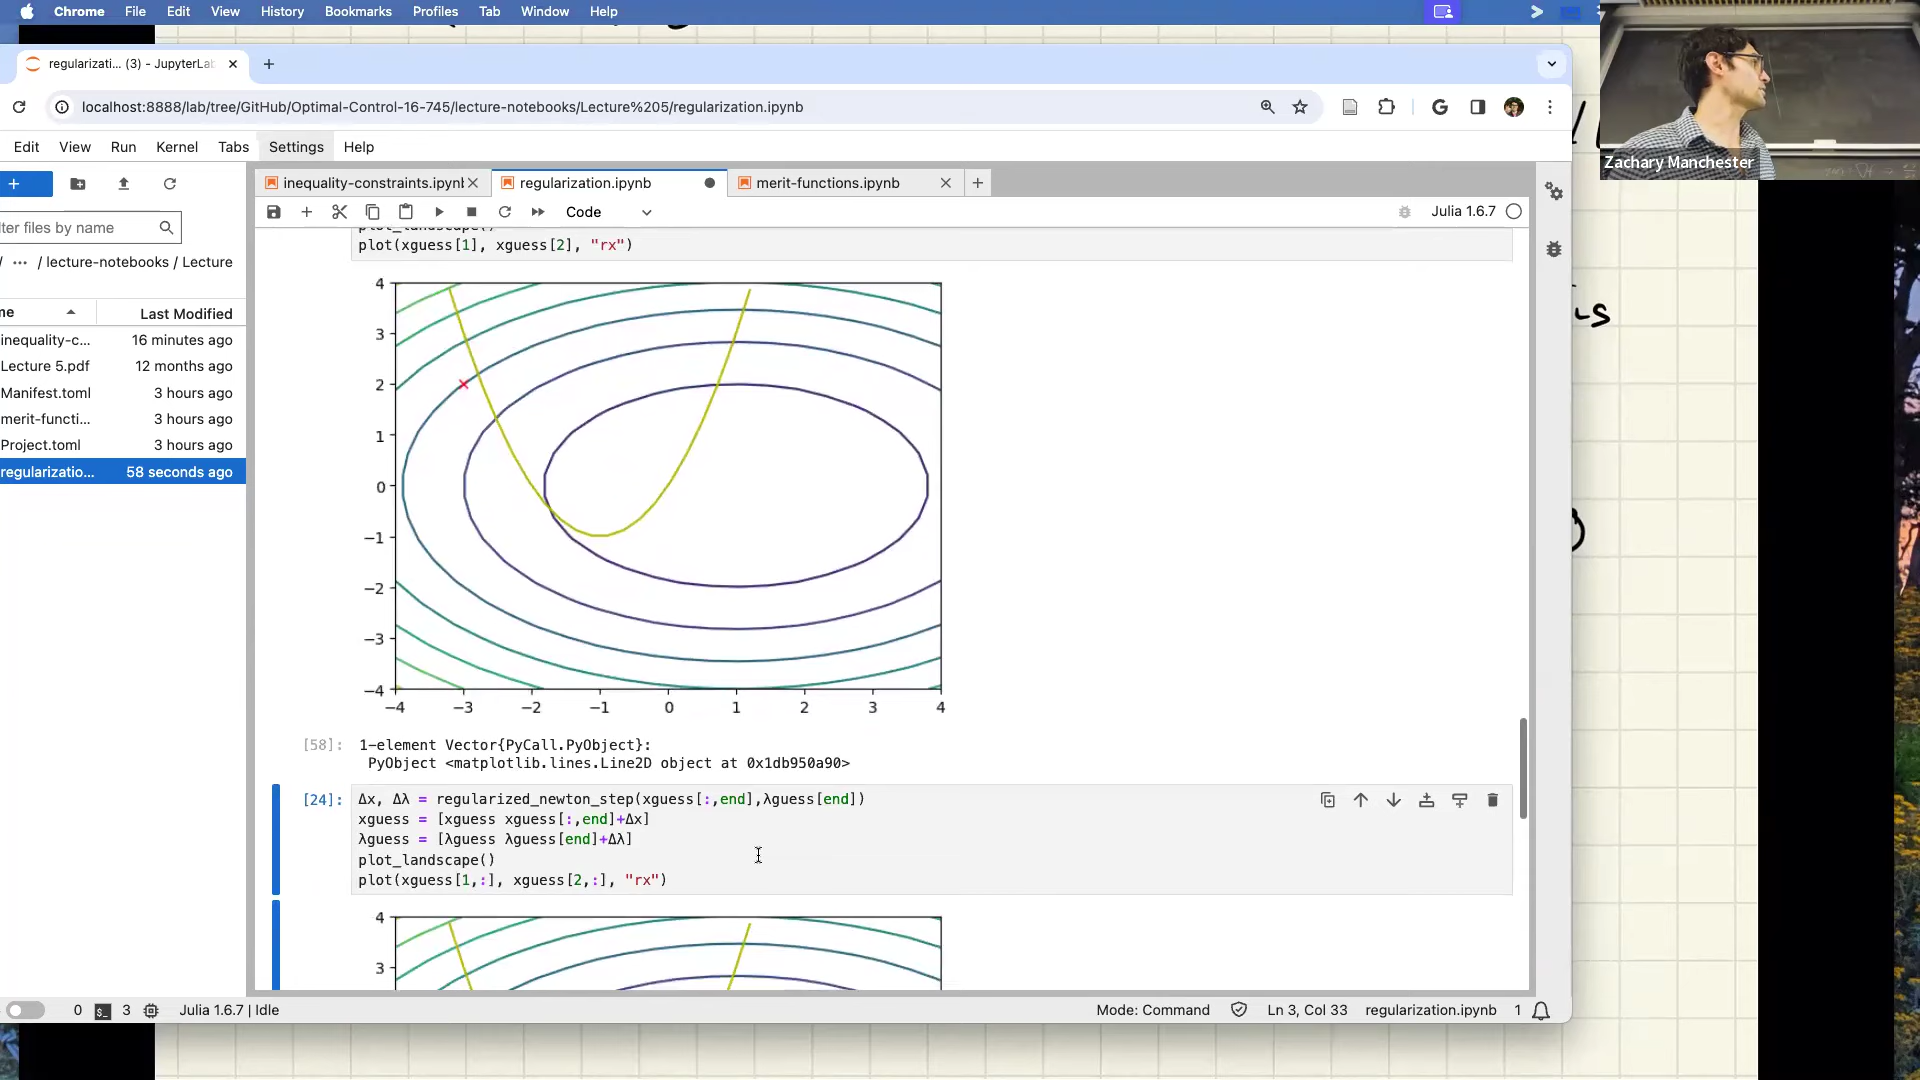 Chrome File Edit View History Bookmarks Profiles Tab Window Help
regularizati... (3) - JupyterLab
localhost:8888/lab/tree/GitHub/Optimal-Control-16-745/lecture-notebooks/Lecture%205/regularization.ipynb
Edit View Run Kernel Tabs Settings Help
Zachary Manchester
inequality-constraints.ipynb
regularization.ipynb
merit-functions.ipynb
Code
Julia 1.6.7
ter files by name
/ ... / lecture-notebooks / Lecture
me Last Modified
inequality-c... 16 minutes ago
Lecture 5.pdf 12 months ago
Manifest.toml 3 hours ago
merit-functi... 3 hours ago
Project.toml 3 hours ago
regularizatio... 58 seconds ago
plot_landscape()
plot(xguess[1], xguess[2], "rx")
4
3
2
1
0
−1
−2
−3
−4
−4 −3 −2 −1 0 1 2 3 4
[58]: 1-element Vector{PyCall.PyObject}:
PyObject <matplotlib.lines.Line2D object at 0x1db950a90>
[24]: Δx, Δλ = regularized_newton_step(xguess[:,end],λguess[end])
xguess = [xguess xguess[:,end]+Δx]
λguess = [λguess λguess[end]+Δλ]
plot_landscape()
plot(xguess[1,:], xguess[2,:], "rx")
4
3
0 3 Julia 1.6.7 | Idle Mode: Command Ln 3, Col 33 regularization.ipynb 1